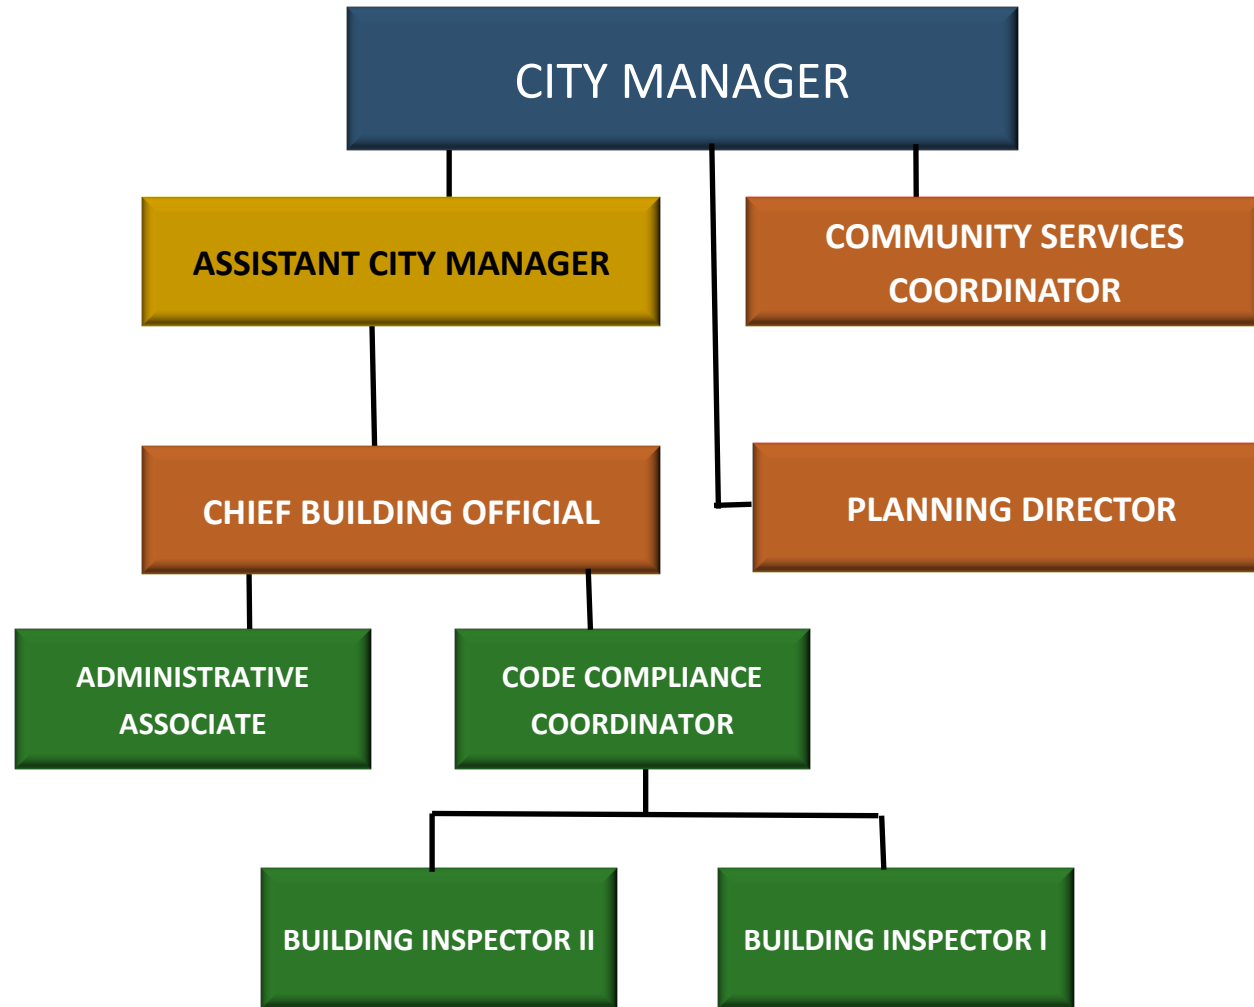 CITY MANAGER
ASSISTANT CITY MANAGER
COMMUNITY SERVICES
COORDINATOR
CHIEF BUILDING OFFICIAL
PLANNING DIRECTOR
ADMINISTRATIVE
ASSOCIATE
CODE COMPLIANCE
COORDINATOR
BUILDING INSPECTOR II
BUILDING INSPECTOR I